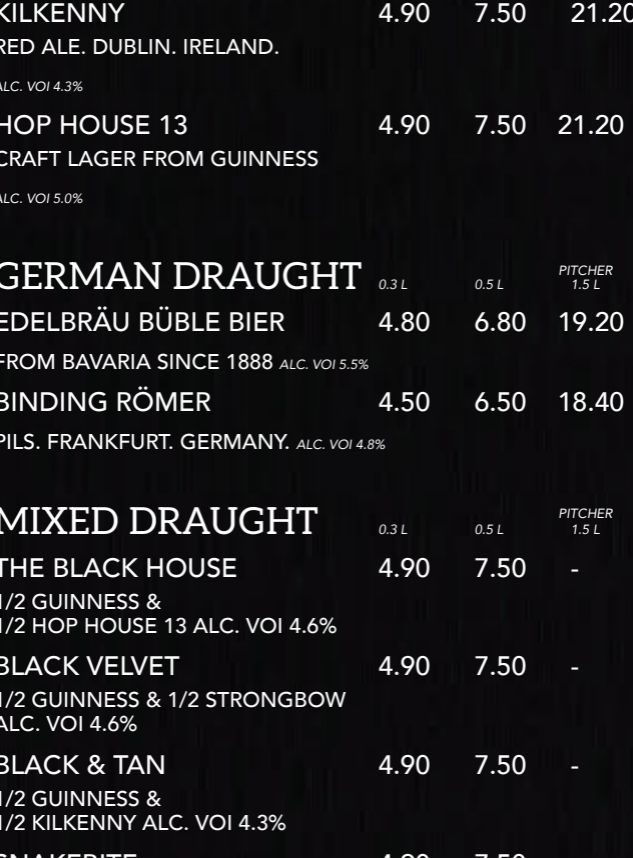 KILKENNY 4.90 7.50 21.20
RED ALE. DUBLIN. IRELAND.
ALC. VOI 4.3%
HOP HOUSE 13 4.90 7.50 21.20
CRAFT LAGER FROM GUINNESS
ALC. VOI 5.0%
GERMAN DRAUGHT 0.3 L 0.5 L PITCHER 1.5 L
EDELBRÄU BÜBLE BIER 4.80 6.80 19.20
FROM BAVARIA SINCE 1888 ALC. VOI 5.5%
BINDING RÖMER 4.50 6.50 18.40
PILS. FRANKFURT. GERMANY. ALC. VOI 4.8%
MIXED DRAUGHT 0.3 L 0.5 L PITCHER 1.5 L
THE BLACK HOUSE 4.90 7.50 -
1/2 GUINNESS &
1/2 HOP HOUSE 13 ALC. VOI 4.6%
BLACK VELVET 4.90 7.50 -
1/2 GUINNESS & 1/2 STRONGBOW
ALC. VOI 4.6%
BLACK & TAN 4.90 7.50 -
1/2 GUINNESS &
1/2 KILKENNY ALC. VOI 4.3%